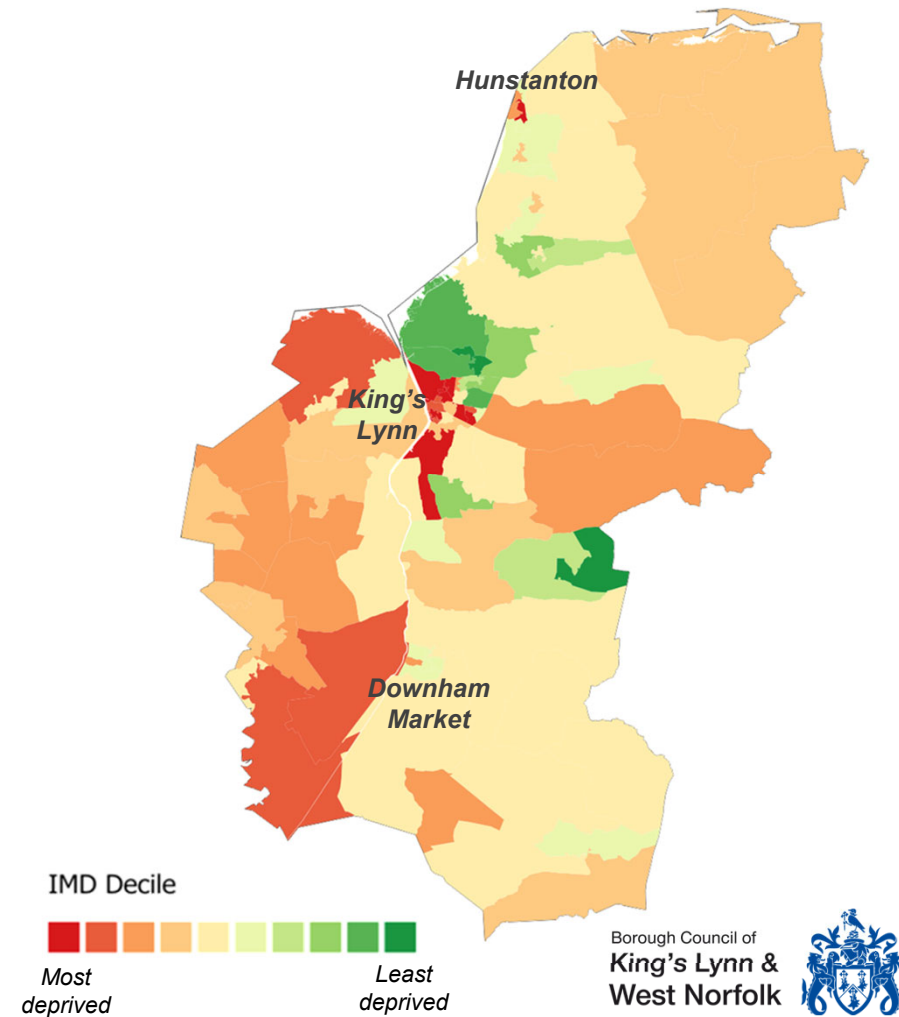 Hunstanton
King's
Lynn
Downham
Market
IMD Decile
Most
deprived
Least
deprived
Borough Council of
King's Lynn &
West Norfolk